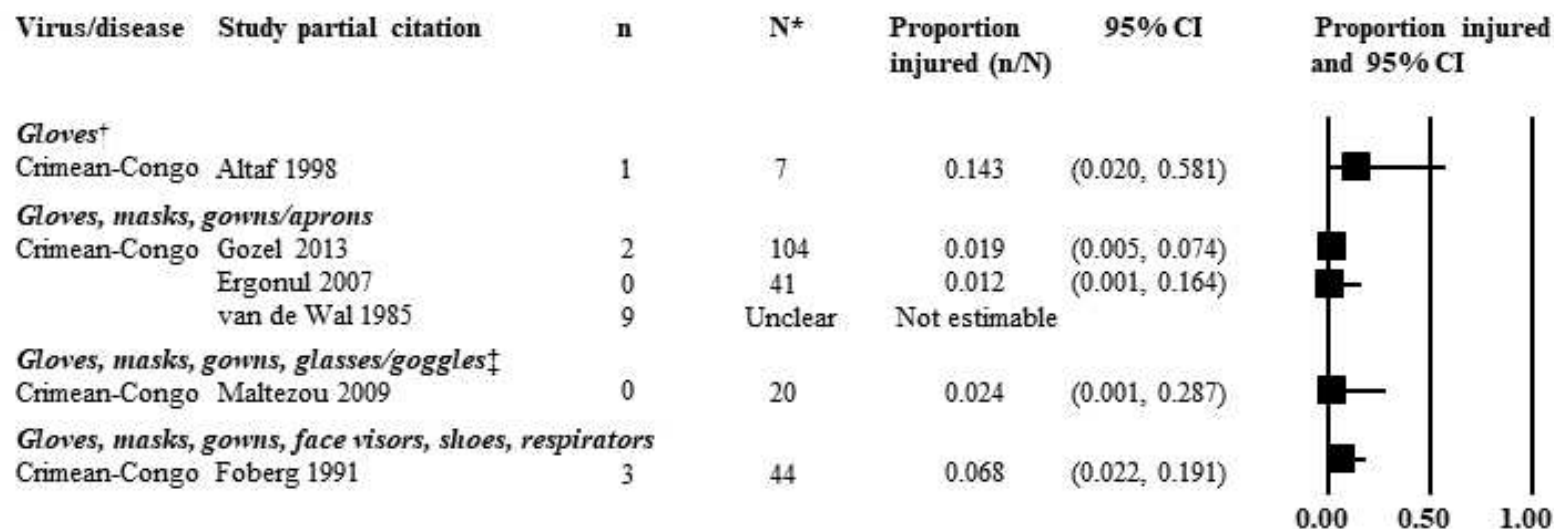 Virus/disease Study partial citation n N* Proportion 95% CI Proportion injured
injured (n/N) and 95% CI
Gloves†
Crimean-Congo Altaf 1998 1 7 0.143 (0.020, 0.581)
Gloves, masks, gowns/aprons
Crimean-Congo Gozel 2013 2 104 0.019 (0.005, 0.074)
Ergonul 2007 0 41 0.012 (0.001, 0.164)
van de Wal 1985 9 Unclear Not estimable
Gloves, masks, gowns, glasses/goggles‡
Crimean-Congo Maltezou 2009 0 20 0.024 (0.001, 0.287)
Gloves, masks, gowns, face visors, shoes, respirators
Crimean-Congo Foberg 1991 3 44 0.068 (0.022, 0.191)
0.00 0.50 1.00